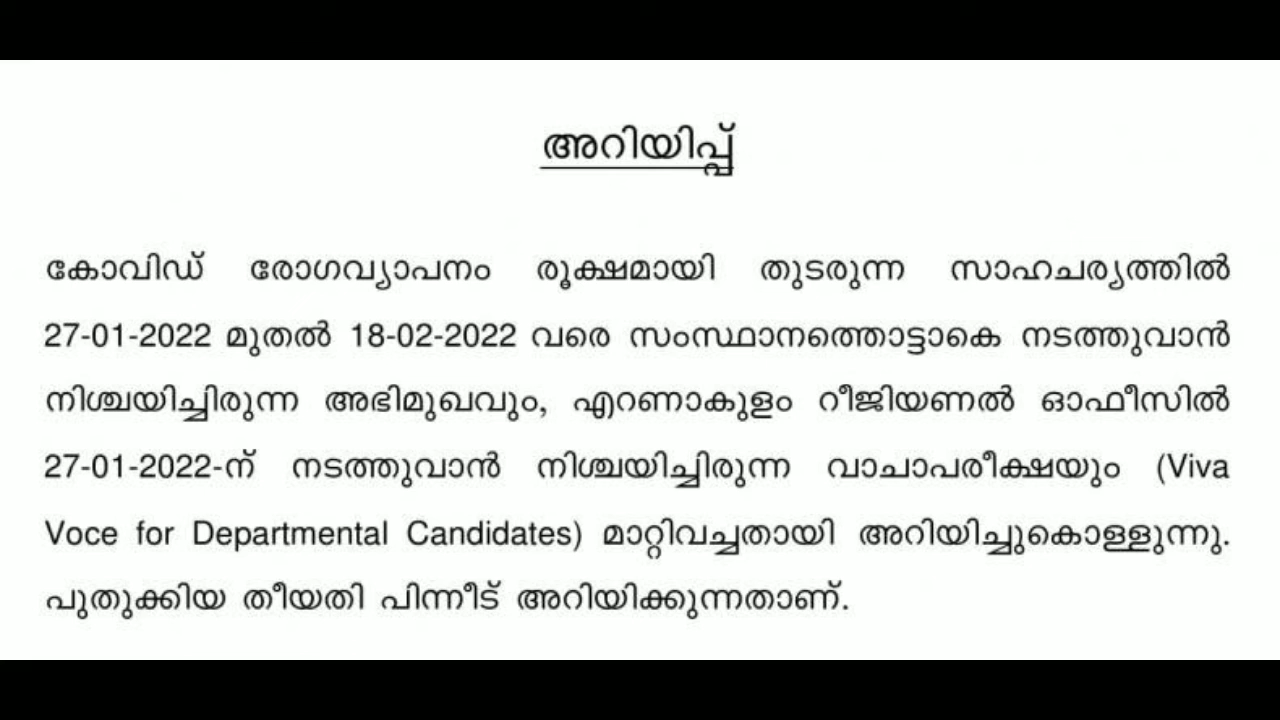 അറിയിപ്പ്
കോവിഡ് രോഗവ്യാപനം രൂക്ഷമായി തുടരുന്ന സാഹചര്യത്തിൽ
27-01-2022 മുതൽ 18-02-2022 വരെ സംസ്ഥാനത്തൊട്ടാകെ നടത്തുവാൻ
നിശ്ചയിച്ചിരുന്ന അഭിമുഖവും, എറണാകുളം റീജിയണൽ ഓഫീസിൽ
27-01-2022-ന് നടത്തുവാൻ നിശ്ചയിച്ചിരുന്ന വാചാപരീക്ഷയും (Viva
Voce for Departmental Candidates) മാറ്റിവച്ചതായി അറിയിച്ചുകൊള്ളുന്നു.
പുതുക്കിയ തീയതി പിന്നീട് അറിയിക്കുന്നതാണ്.